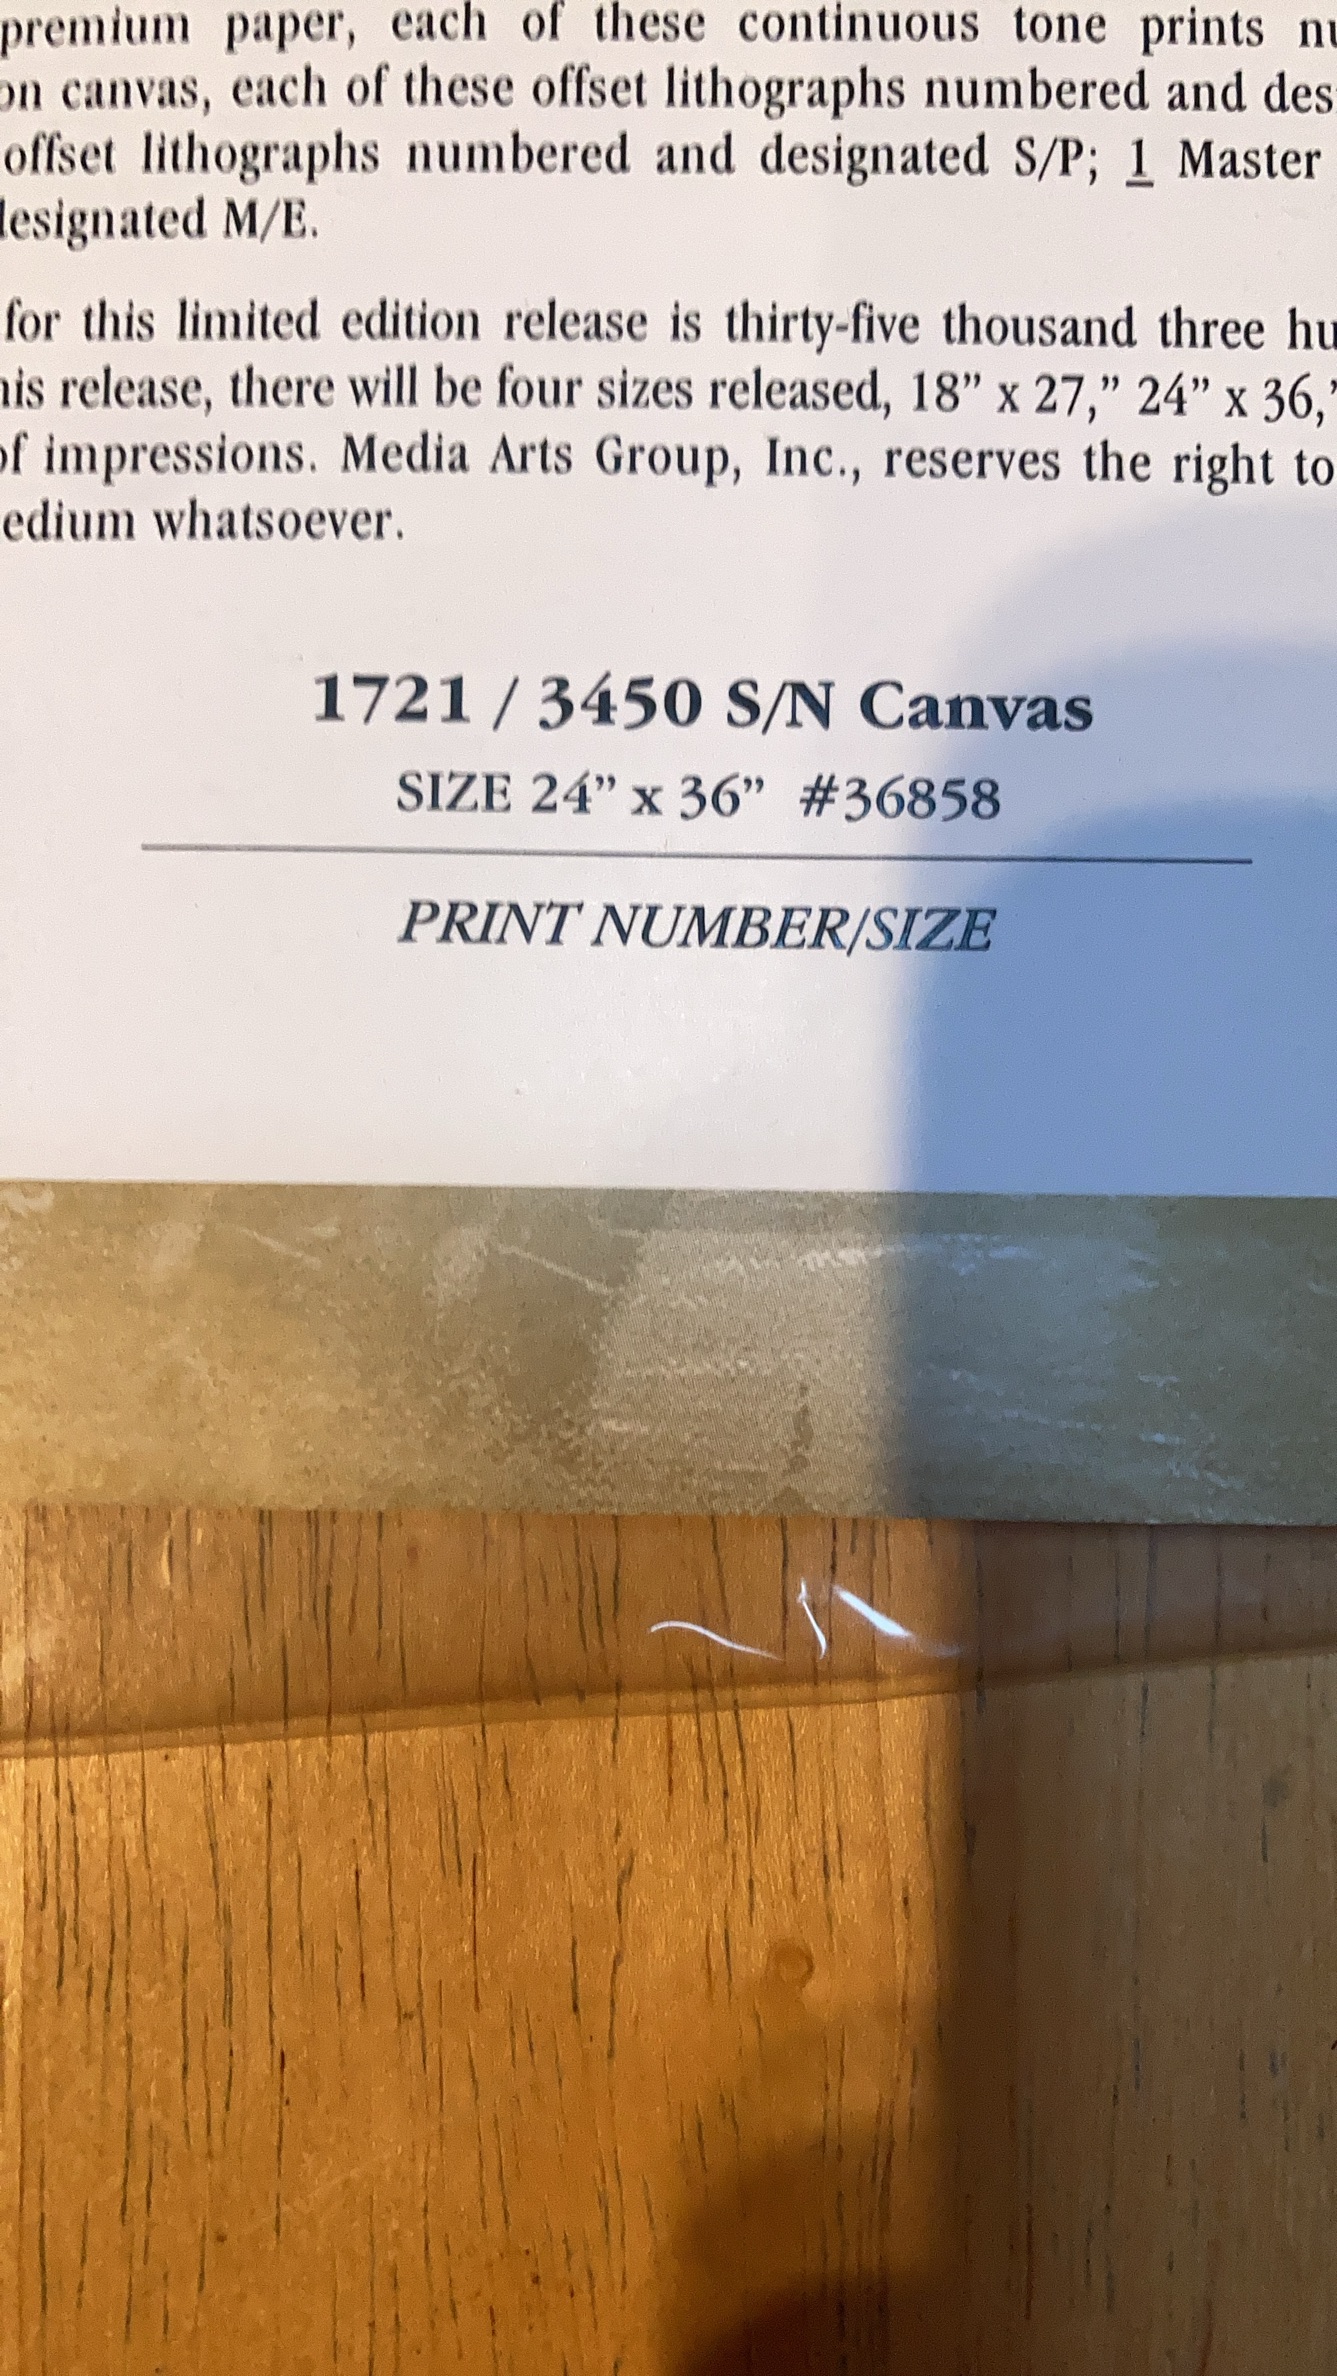 premium paper, each of these continuous tone prints
on canvas, each of these offset lithographs numbered and
offset lithographs numbered and designated S/P; 1 Master
designated M/E.
for this limited edition release is thirty-five thousand three
his release, there will be four sizes released, 18” x 27,” 24” x 36,”
of impressions. Media Arts Group, Inc., reserves the right to
edium whatsoever.
1721 / 3450 S/N Canvas
SIZE 24” x 36” #36858
PRINT NUMBER/SIZE